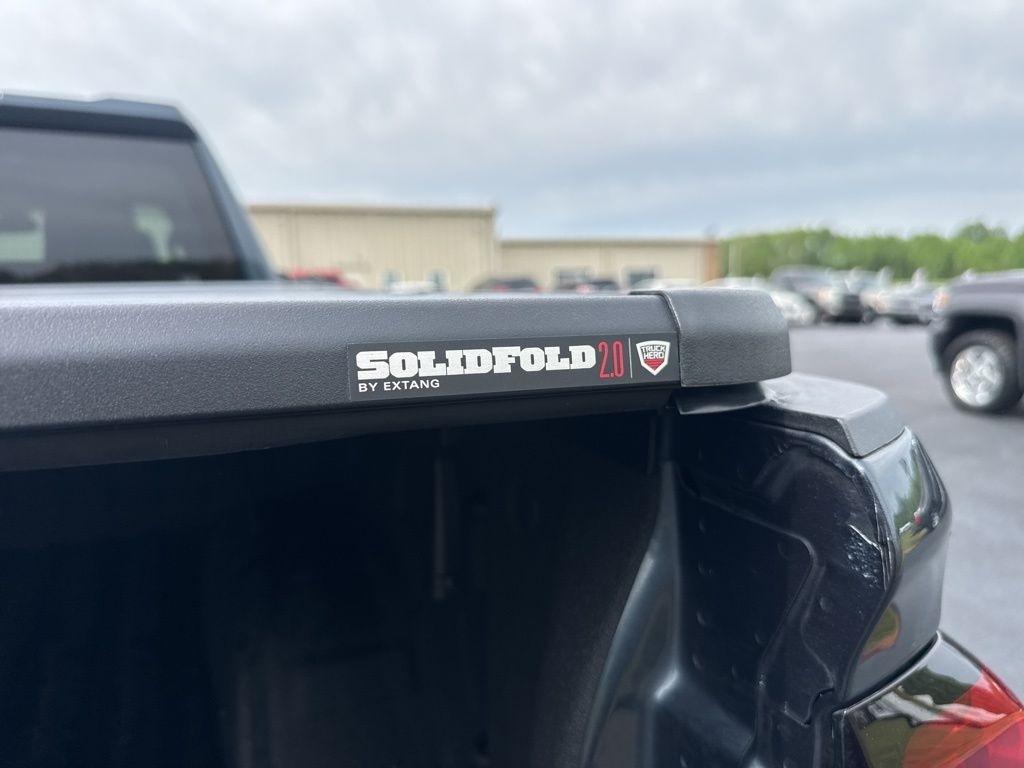 SOLIDFOLD 2.0
BY EXTANG
TRUCK
HERO